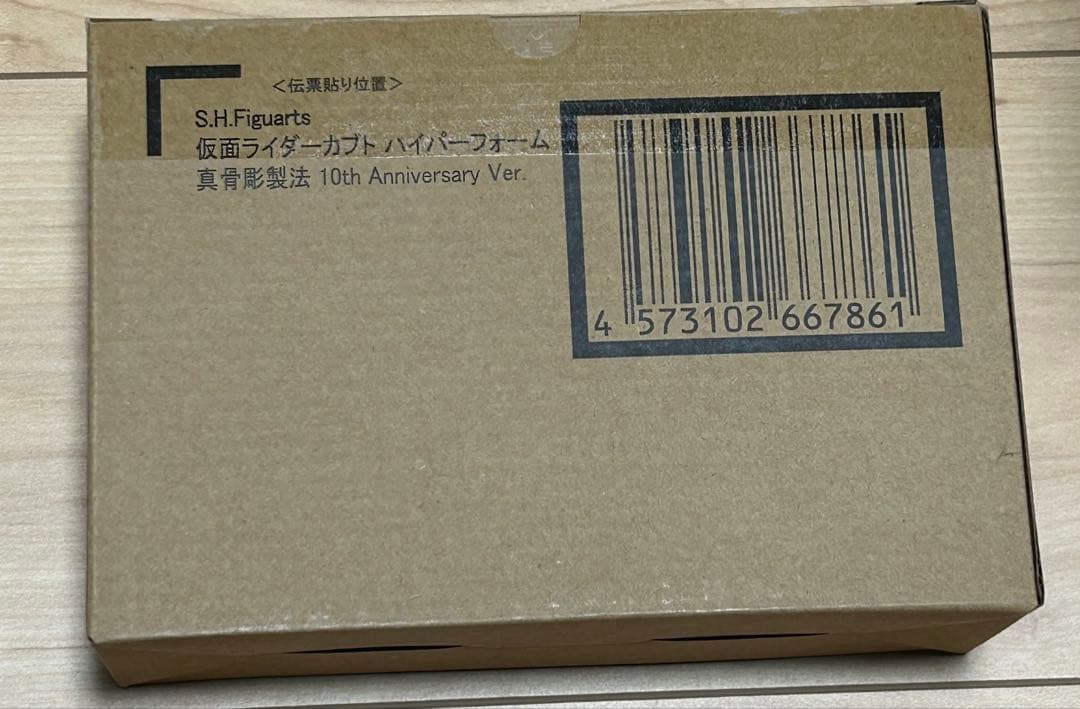 <伝票貼り位置>
S.H.Figuarts
仮面ライダーカブト ハイパーフォーム
真骨彫製法 10th Anniversary Ver.
4 573102 667861